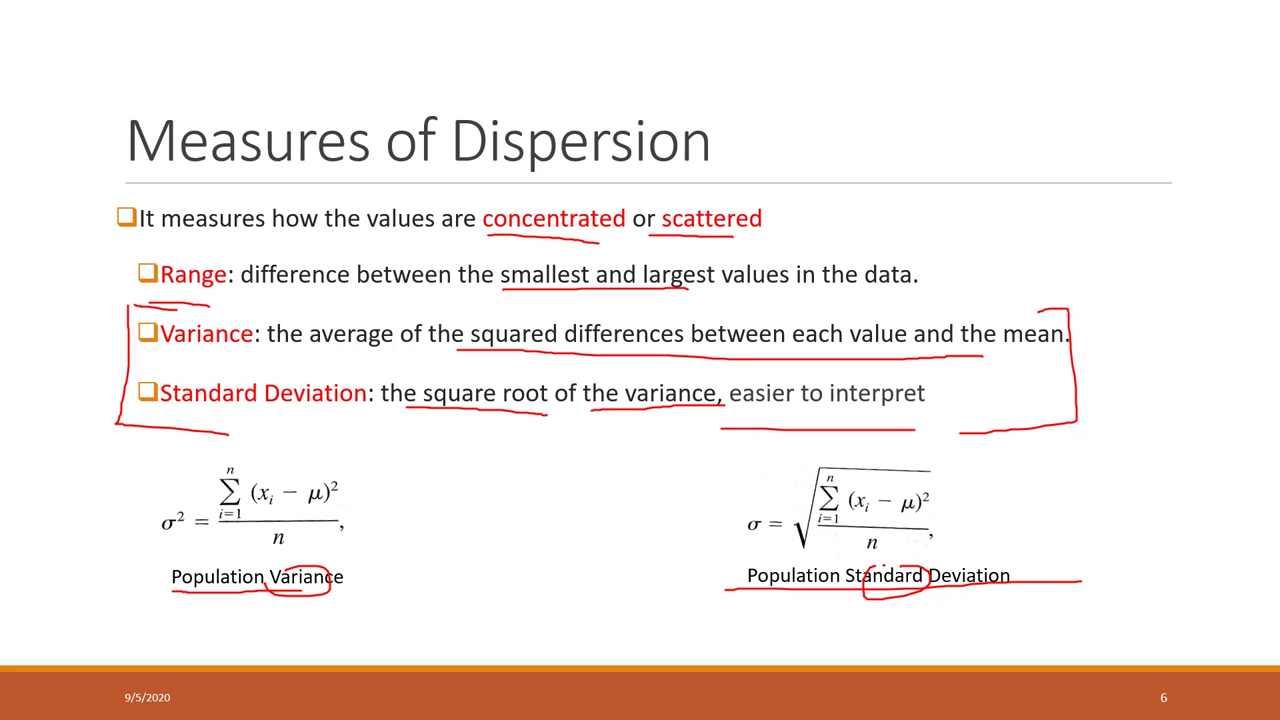 Measures of Dispersion
It measures how the values are concentrated or scattered
Range: difference between the smallest and largest values in the data.
Variance: the average of the squared differences between each value and the mean.
Standard Deviation: the square root of the variance, easier to interpret
σ² = ∑ⁿᵢ₌₁ (xᵢ − μ)² / n,
Population Variance
σ = √(∑ⁿᵢ₌₁ (xᵢ − μ)² / n),
Population Standard Deviation
9/5/2020
6